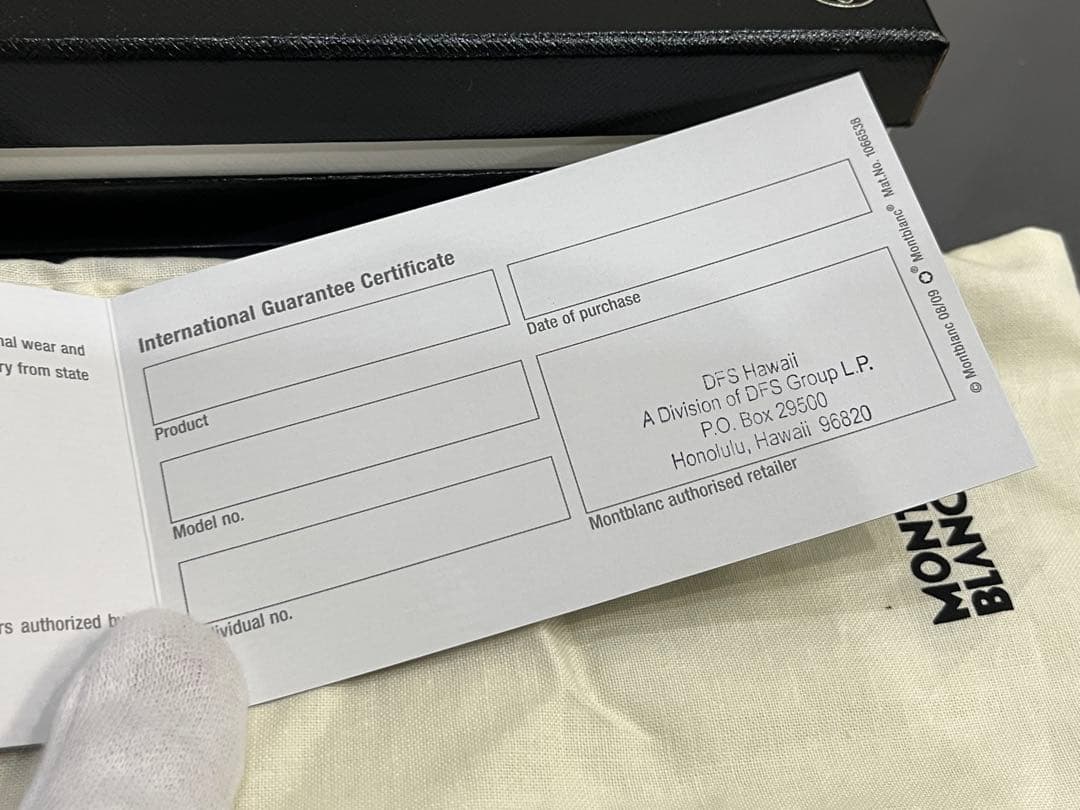 nal wear and
ry from state
rs authorized
International Guarantee Certificate
Product
Model no.
ividual no.
Date of purchase
DFS Hawaii
A Division of DFS Group L.P.
P.O. Box 29500
Honolulu, Hawaii 96820
Montblanc authorised retailer
© Montblanc 08/09 ® Montblanc® Mat.No. 1066538
MONT
BLANC